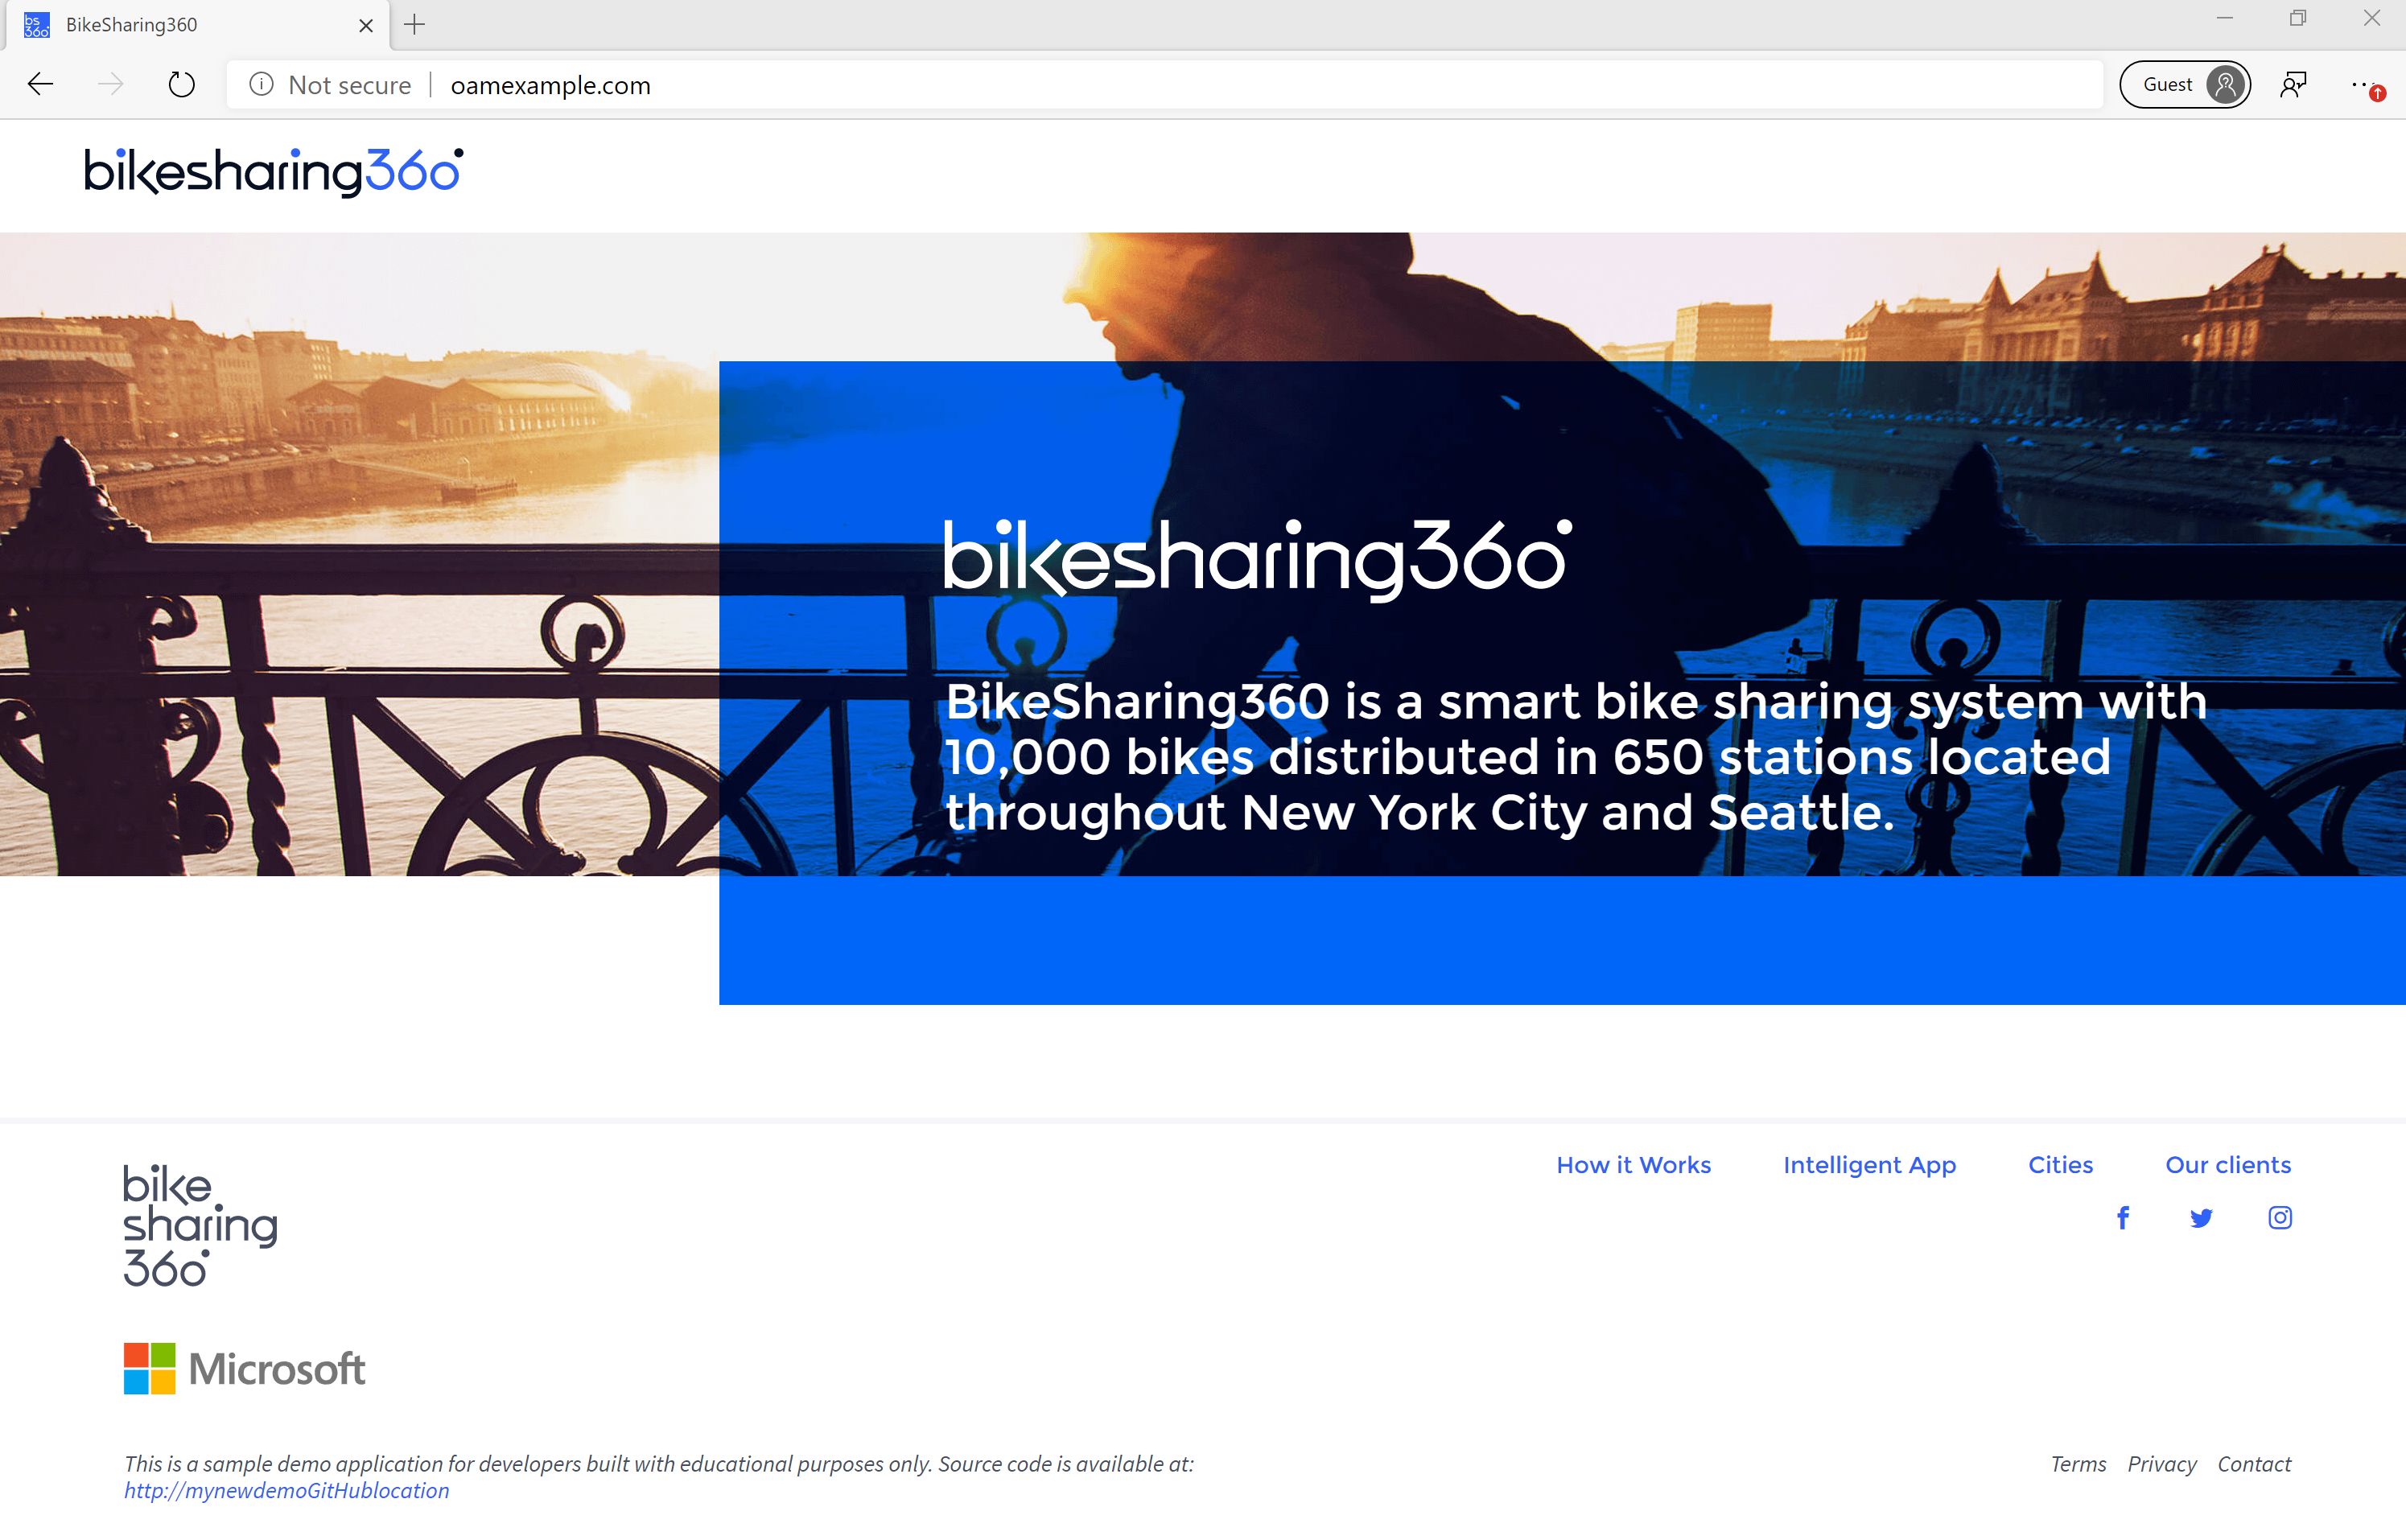 bs
360
BikeSharing360
Not secure
oamexample.com
Guest
bikesharing360
bikesharing360
BikeSharing360 is a smart bike sharing system with
10,000 bikes distributed in 650 stations located
throughout New York City and Seattle.
How it Works
Intelligent App
Cities
Our clients
bike
sharing
360
Microsoft
This is a sample demo application for developers built with educational purposes only. Source code is available at:
http://mynewdemoGitHublocation
Terms
Privacy
Contact